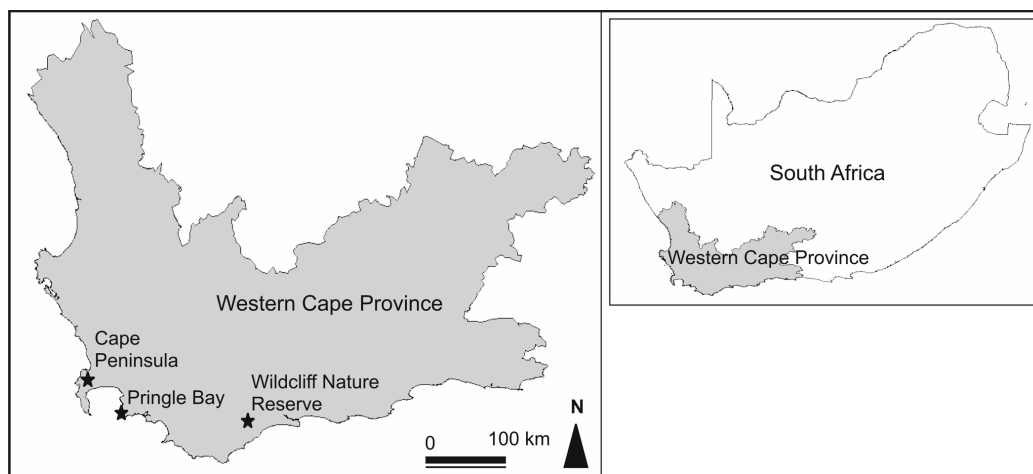 Western Cape Province
Cape
Peninsula
Pringle Bay
Wildcliff Nature
Reserve
0
100 km
N
South Africa
Western Cape Province